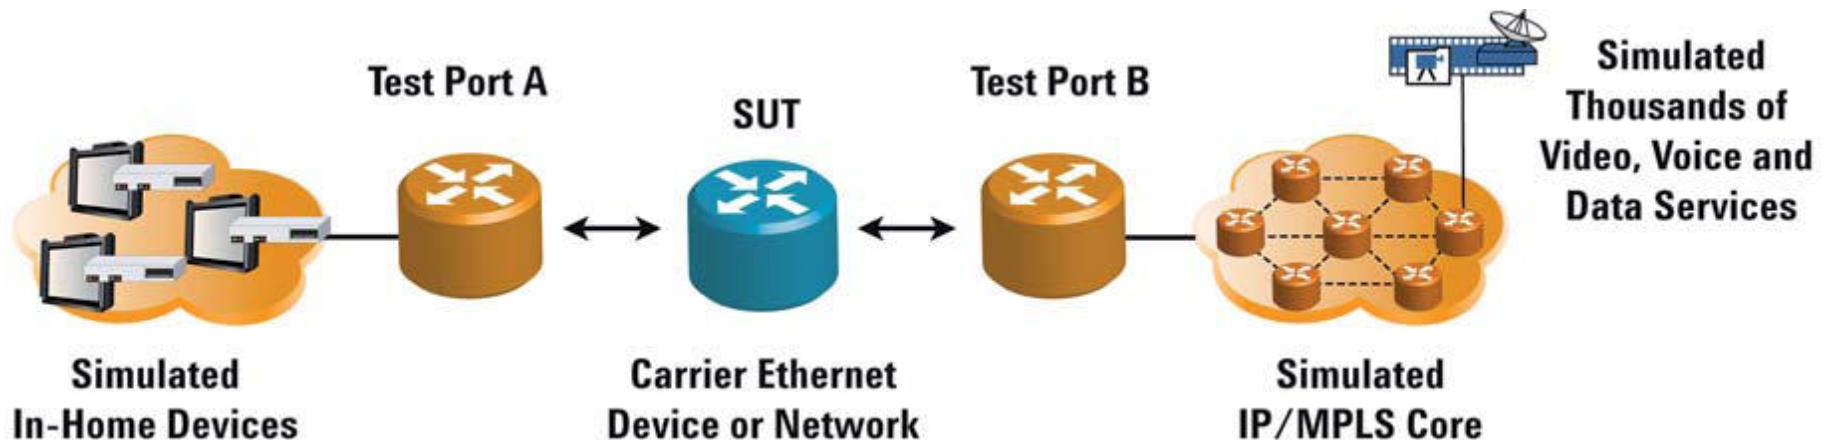 Test Port A
SUT
Test Port B
Simulated
Thousands of
Video, Voice and
Data Services
Simulated
In-Home Devices
Carrier Ethernet
Device or Network
Simulated
IP/MPLS Core